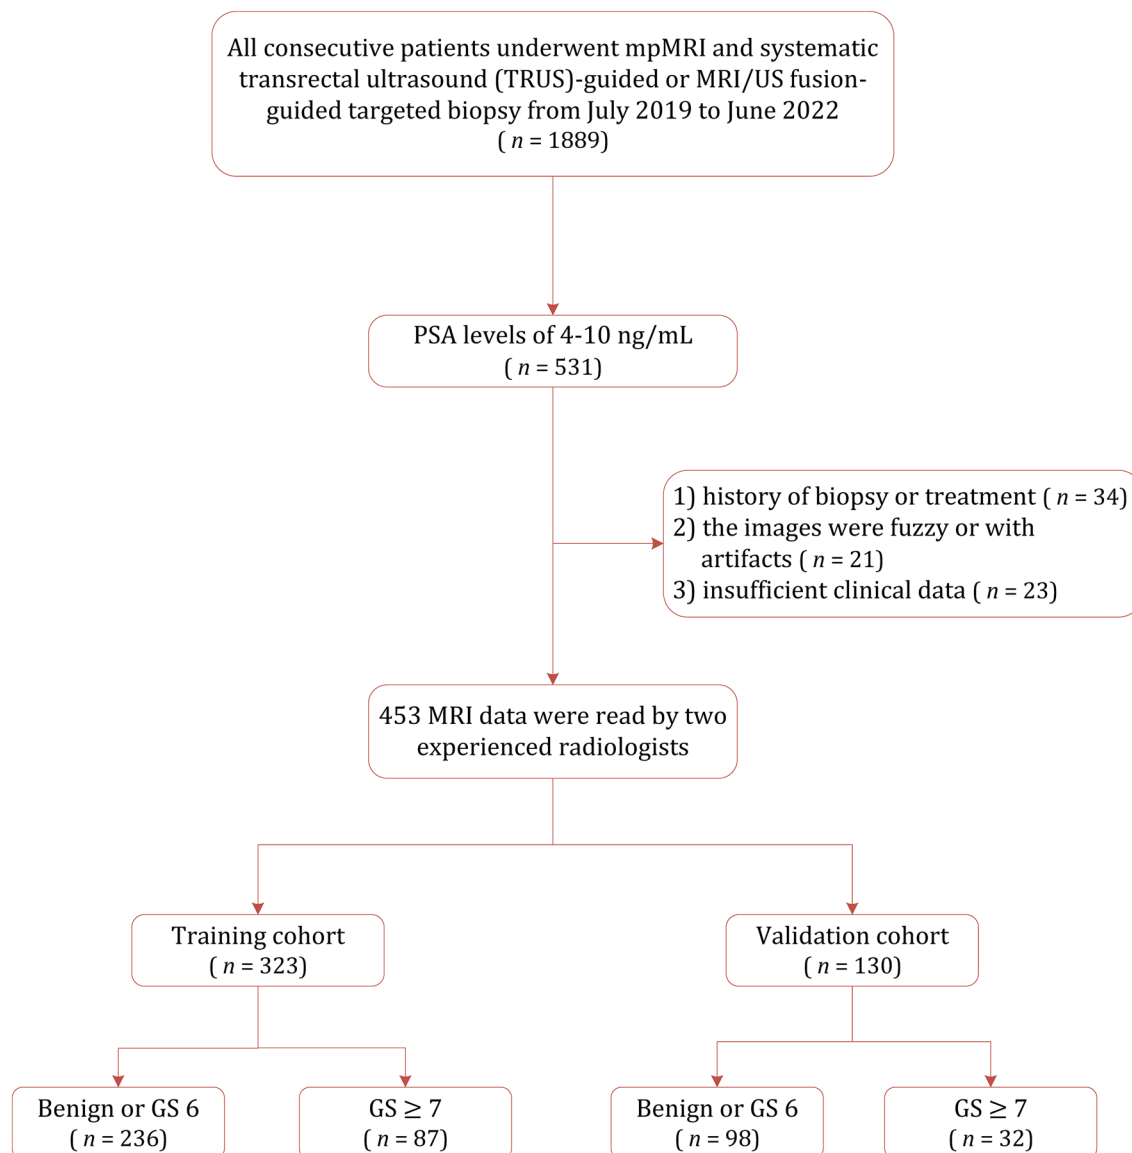 All consecutive patients underwent mpMRI and systematic
transrectal ultrasound (TRUS)-guided or MRI/US fusion-
guided targeted biopsy from July 2019 to June 2022
( n = 1889)
PSA levels of 4-10 ng/mL
( n = 531)
1) history of biopsy or treatment ( n = 34)
2) the images were fuzzy or with
artifacts ( n = 21)
3) insufficient clinical data ( n = 23)
453 MRI data were read by two
experienced radiologists
Training cohort
( n = 323)
Validation cohort
( n = 130)
Benign or GS 6
( n = 236)
GS ≥ 7
( n = 87)
Benign or GS 6
( n = 98)
GS ≥ 7
( n = 32)